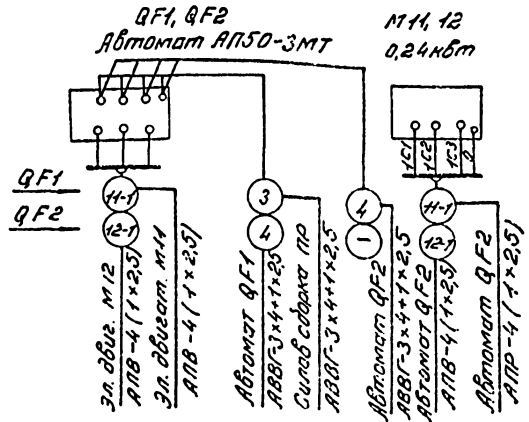 QF1, QF2
Автомат АП50-3МТ
М11, 12
0,24квт
1С1
1С2
1С3
0
QF1
QF2
11-1
12-1
3
4
4
-
11-1
12-1
Эл. двиг. М12
АПВ-4(1×2,5)
Эл. двигат. М11
АПВ-4(1×2,5)
Автомат QF1
АВВГ-3×4+1×2,5
Силов сборка ПР
АВВГ-3×4+1×2,5
Автомат QF2
АВВГ-3×4+1×2,5
Автомат QF2
АПВ-4(1×2,5)
Автомат QF2
АПР-4(1×2,5)